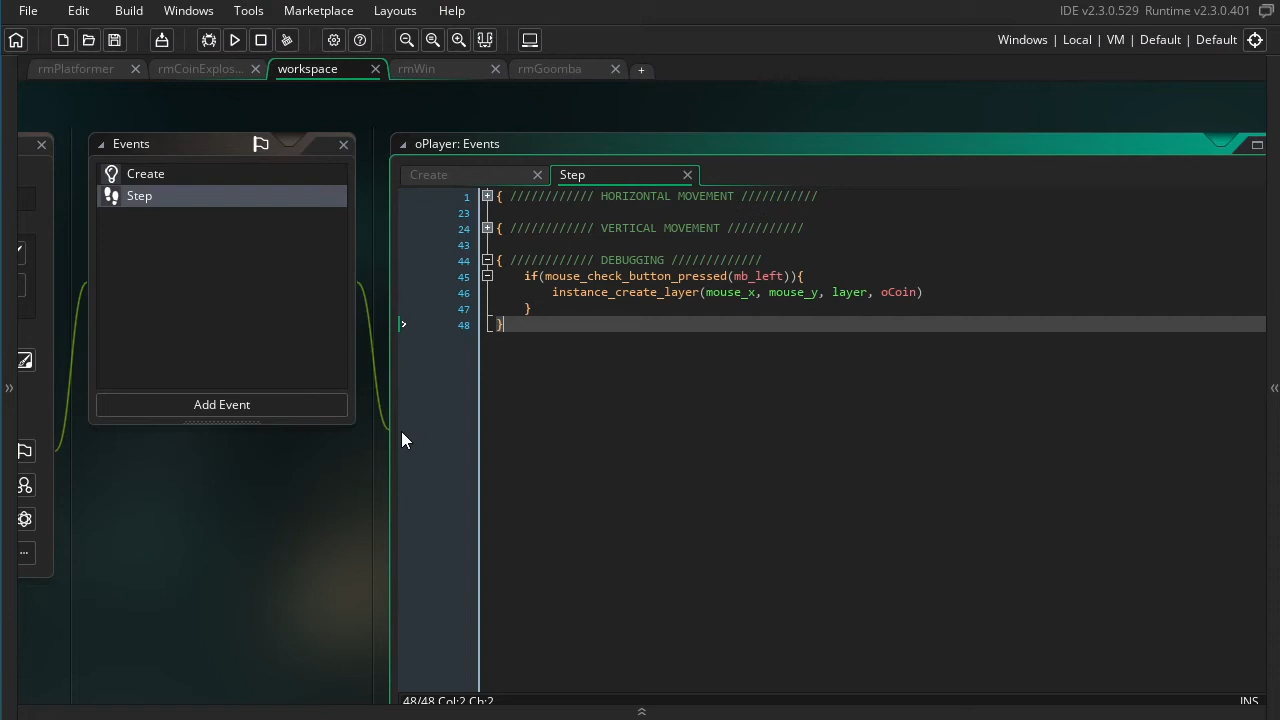 File Edit Build Windows Tools Marketplace Layouts Help IDE v2.3.0.529 Runtime v2.3.0.401
Windows | Local | VM | Default | Default
rmPlatformer rmCoinExplos... workspace rmWin rmGoomba +
Events
Create
Step
Add Event
oPlayer: Events
Create Step
1 { //////////// HORIZONTAL MOVEMENT ///////////
23
24 { //////////// VERTICAL MOVEMENT ///////////
43
44 { //////////// DEBUGGING /////////////
45 if(mouse_check_button_pressed(mb_left)){
46 instance_create_layer(mouse_x, mouse_y, layer, oCoin)
47 }
48 }
48/48 Col:2 Ch:2 INS